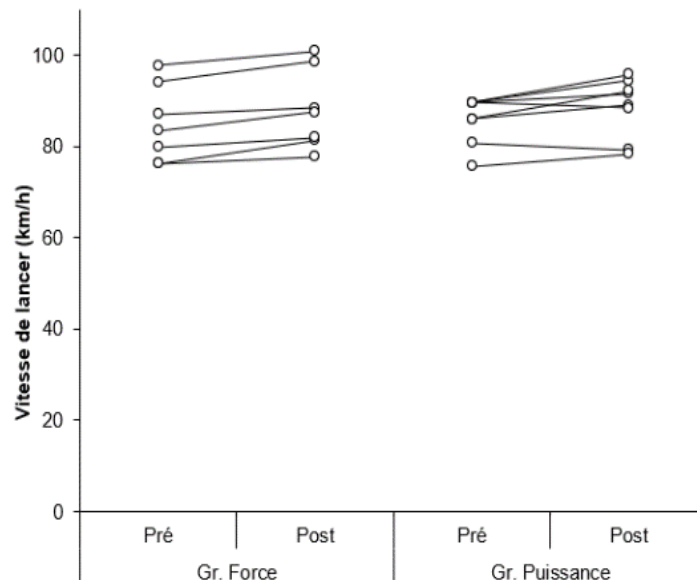 Vitesse de lancer (km/h)
100
80
60
40
20
0
Pré Post Pré Post
Gr. Force Gr. Puissance